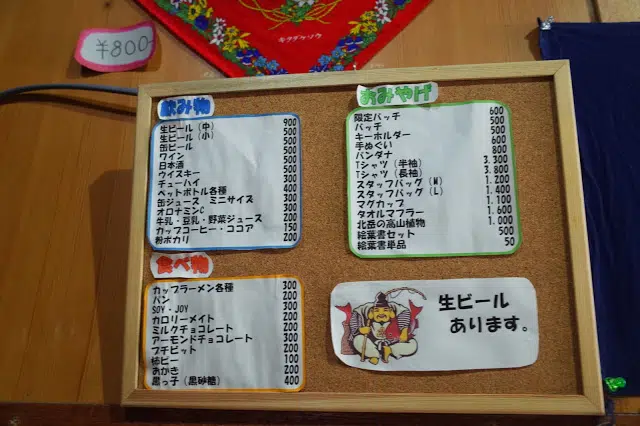 ¥800-
キタダケソウ
飲み物
生ビール（中） 900
生ビール（小） 500
缶ビール 500
ワイン 500
日本酒 500
ウイスキー 500
チューハイ 300
ペットボトル各種 400
缶ジュース ミニサイズ 300
オロナミンC 200
牛乳・豆乳・野菜ジュース 200
カップコーヒー・ココア 150
粉ポカリ 200
食べ物
カップラーメン各種 300
パン 200
SOY・JOY 300
カロリーメイト 200
ミルクチョコレート 200
アーモンドチョコレート 300
プチビット 200
柿ピー 100
おかき 200
黒っ子（黒砂糖） 400
おみやげ
限定バッチ 600
バッチ 500
キーホルダー 500
手ぬぐい 600
バンダナ 800
Tシャツ（半袖） 3,300
Tシャツ（長袖） 3,800
スタッフバッグ（M） 1,200
スタッフバッグ（L） 1,400
マグカップ 1,100
タオルマフラー 1,600
北岳の高山植物 1,000
絵葉書セット 500
絵葉書単品 50
生ビール
あります。